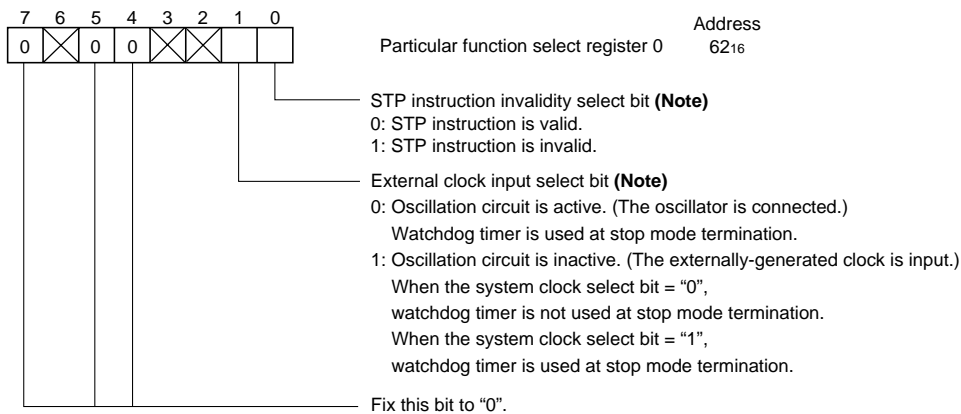 7 6 5 4 3 2 1 0
0 0 0
Address
Particular function select register 0 6216
STP instruction invalidity select bit (Note)
0: STP instruction is valid.
1: STP instruction is invalid.
External clock input select bit (Note)
0: Oscillation circuit is active. (The oscillator is connected.)
Watchdog timer is used at stop mode termination.
1: Oscillation circuit is inactive. (The externally-generated clock is input.)
When the system clock select bit = “0”,
watchdog timer is not used at stop mode termination.
When the system clock select bit = “1”,
watchdog timer is used at stop mode termination.
Fix this bit to “0”.